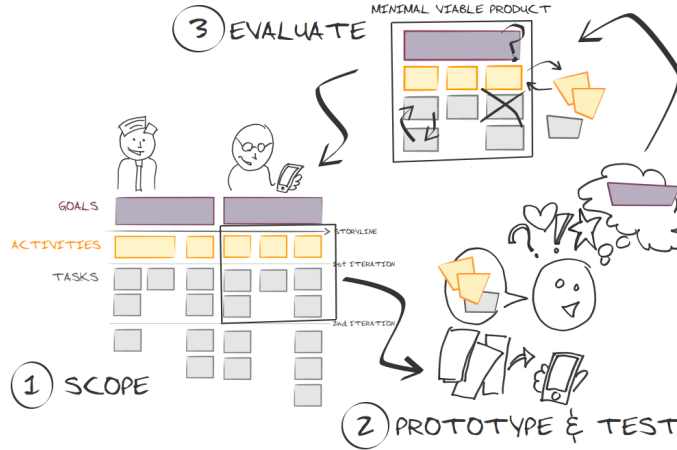 3 EVALUATE
MINIMAL VIABLE PRODUCT
?
GOALS
STORYLINE
ACTIVITIES
1st ITERATION
TASKS
2nd ITERATION
? ! !
1 SCOPE
2 PROTOTYPE & TEST